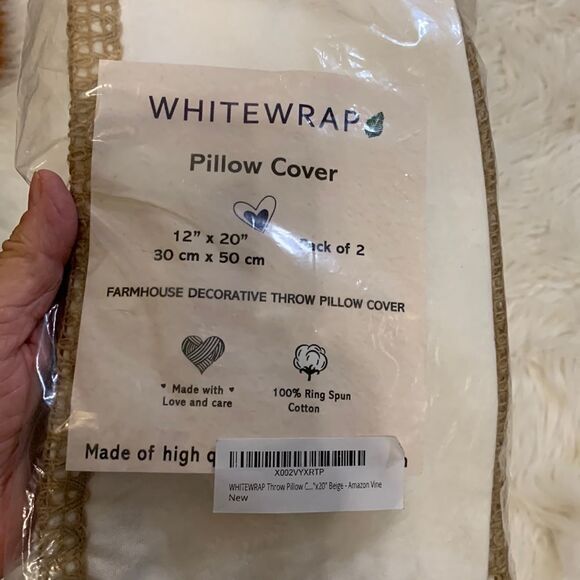 WHITEWRAP
Pillow Cover
12” x 20”
30 cm x 50 cm
of 2
FARMHOUSE DECORATIVE THROW PILLOW COVER
Made with
Love and care
100% Ring Spun
Cotton
Made of high
X002VYXRTP
WHITEWRAP Throw Pillow C..."x20" Beige - Amazon Vine
New